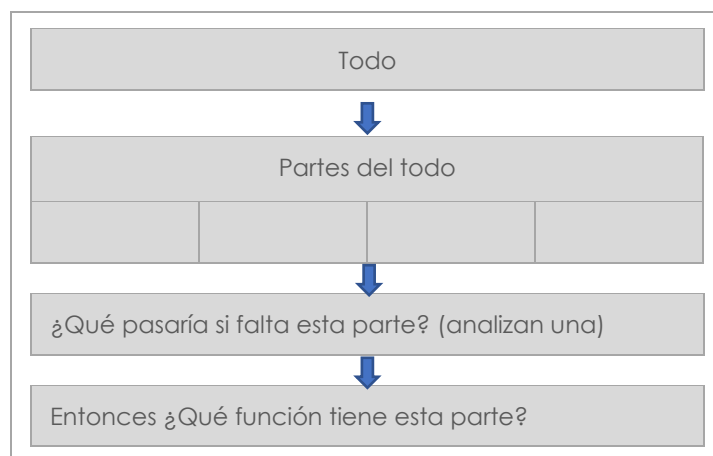 Todo
Partes del todo
¿Qué pasaría si falta esta parte? (analizan una)
Entonces ¿Qué función tiene esta parte?